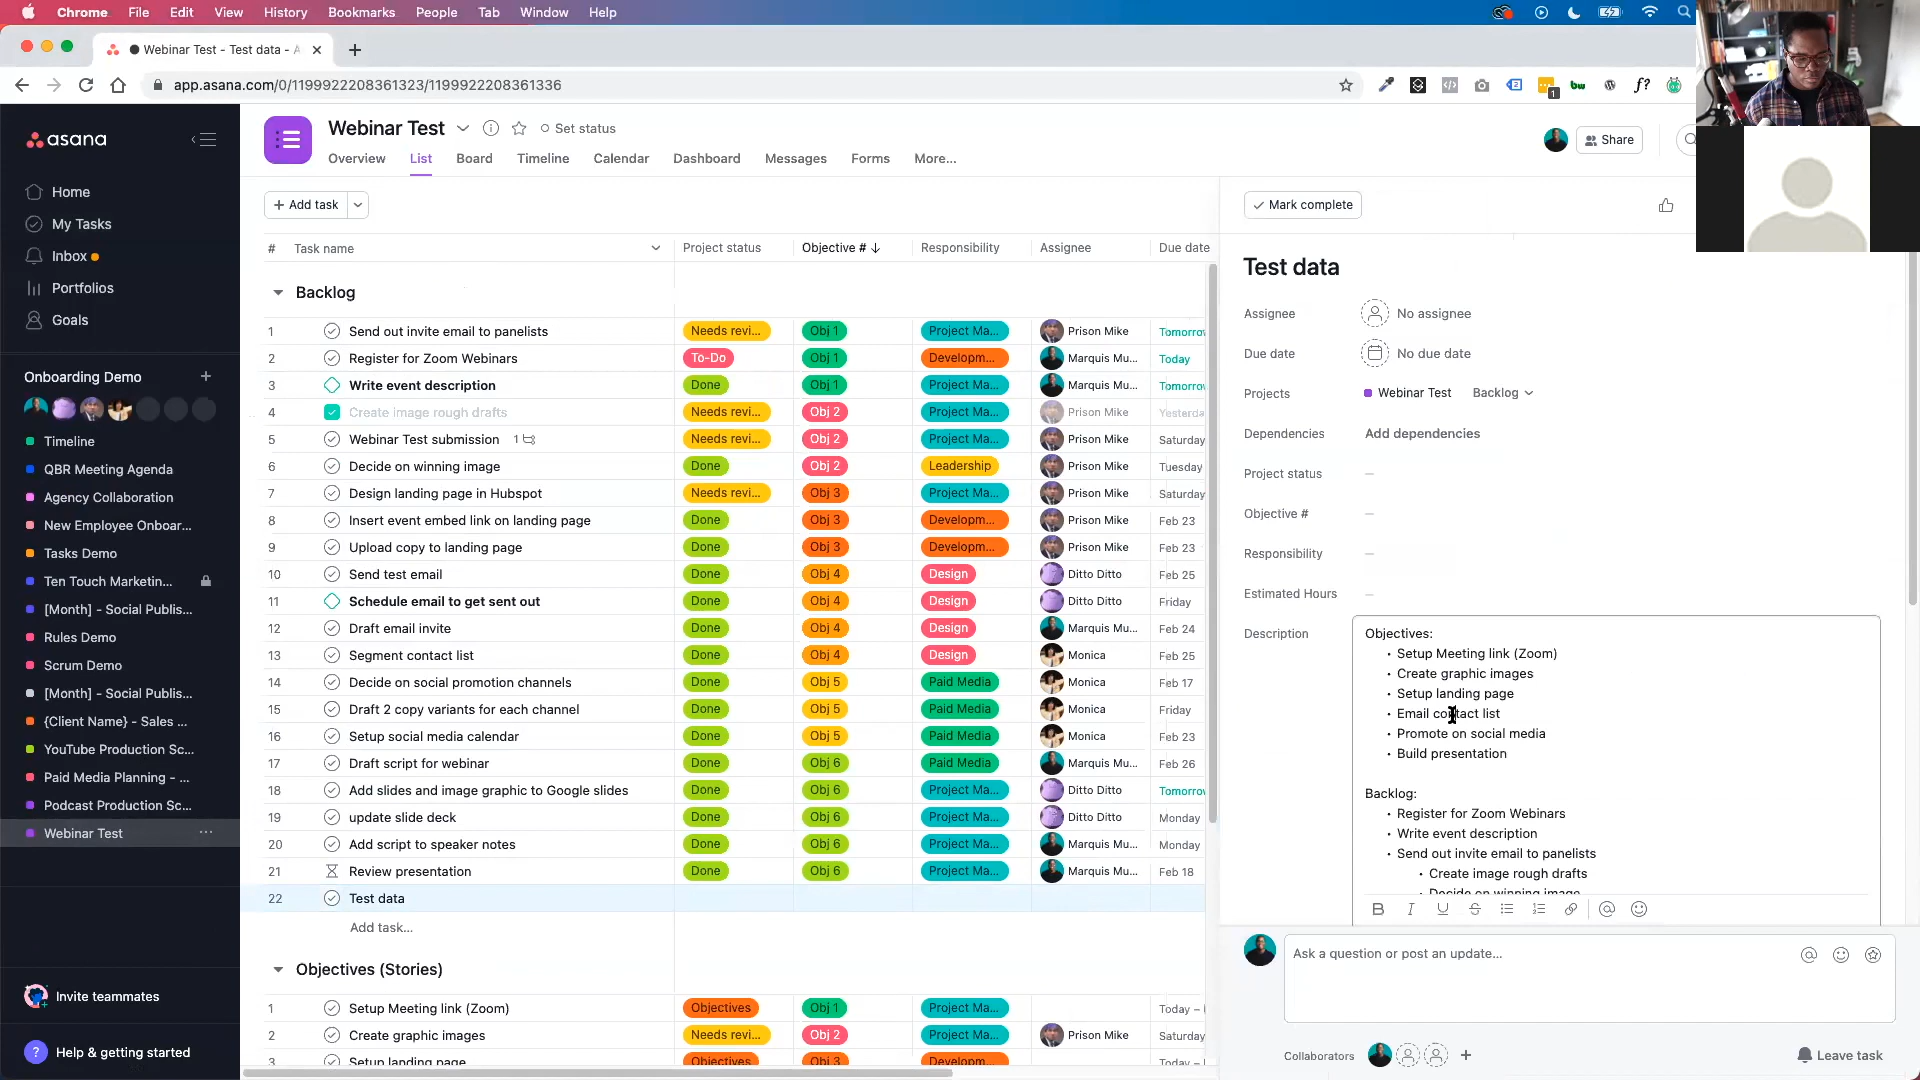 Chrome File Edit View History Bookmarks People Tab Window Help
Webinar Test - Test data - A
app.asana.com/0/1199922208361323/1199922208361336
1 bw f?
asana
Home
My Tasks
Inbox
Portfolios
Goals
Onboarding Demo +
Timeline
QBR Meeting Agenda
Agency Collaboration
New Employee Onboar...
Tasks Demo
Ten Touch Marketin...
[Month] - Social Publis...
Rules Demo
Scrum Demo
[Month] - Social Publis...
{Client Name} - Sales ...
YouTube Production Sc...
Paid Media Planning - ...
Podcast Production Sc...
Webinar Test ...
Invite teammates
? Help & getting started
Webinar Test Set status
Share
Overview List Board Timeline Calendar Dashboard Messages Forms More...
+ Add task
# Task name Project status Objective # ↓ Responsibility Assignee Due date
Backlog
1 Send out invite email to panelists Needs revi... Obj 1 Project Ma... Prison Mike Tomorro
2 Register for Zoom Webinars To-Do Obj 1 Developm... Marquis Mu... Today
3 Write event description Done Obj 1 Project Ma... Marquis Mu... Tomorro
4 Create image rough drafts Needs revi... Obj 2 Project Ma... Prison Mike Yesterda
5 Webinar Test submission 1 Needs revi... Obj 2 Project Ma... Prison Mike Saturday
6 Decide on winning image Done Obj 2 Leadership Prison Mike Tuesday
7 Design landing page in Hubspot Needs revi... Obj 3 Project Ma... Prison Mike Saturday
8 Insert event embed link on landing page Done Obj 3 Developm... Prison Mike Feb 23
9 Upload copy to landing page Done Obj 3 Developm... Prison Mike Feb 23
10 Send test email Done Obj 4 Design Ditto Ditto Feb 25
11 Schedule email to get sent out Done Obj 4 Design Ditto Ditto Friday
12 Draft email invite Done Obj 4 Design Marquis Mu... Feb 24
13 Segment contact list Done Obj 4 Design Monica Feb 25
14 Decide on social promotion channels Done Obj 5 Paid Media Monica Feb 17
15 Draft 2 copy variants for each channel Done Obj 5 Paid Media Monica Friday
16 Setup social media calendar Done Obj 5 Paid Media Monica Feb 23
17 Draft script for webinar Done Obj 6 Paid Media Marquis Mu... Feb 26
18 Add slides and image graphic to Google slides Done Obj 6 Project Ma... Ditto Ditto Tomorro
19 update slide deck Done Obj 6 Project Ma... Ditto Ditto Monday
20 Add script to speaker notes Done Obj 6 Project Ma... Marquis Mu... Monday
21 Review presentation Done Obj 6 Project Ma... Marquis Mu... Feb 18
22 Test data
Add task...
Objectives (Stories)
1 Setup Meeting link (Zoom) Objectives Obj 1 Project Ma... Today –
2 Create graphic images Needs revi... Obj 2 Project Ma... Prison Mike Saturday
3 Setup landing page Objectives Obj 3 Developm... Today –
Mark complete
Test data
Assignee No assignee
Due date No due date
Projects Webinar Test Backlog
Dependencies Add dependencies
Project status —
Objective # —
Responsibility —
Estimated Hours —
Description
Objectives:
• Setup Meeting link (Zoom)
• Create graphic images
• Setup landing page
• Email contact list
• Promote on social media
• Build presentation
Backlog:
• Register for Zoom Webinars
• Write event description
• Send out invite email to panelists
• Create image rough drafts
• Decide on winning image
B I U S @
Ask a question or post an update... @
Collaborators + Leave task